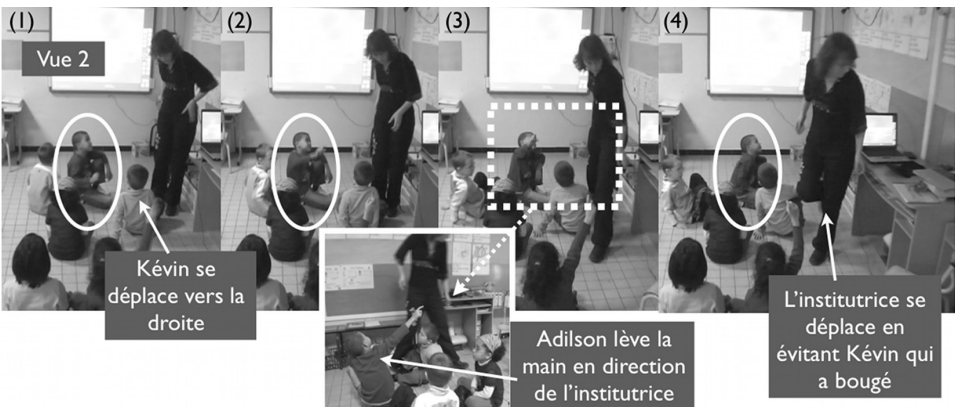 (1)
(2)
(3)
(4)
Vue 2
Kévin se
déplace vers la
droite
Adilson lève la
main en direction
de l'institutrice
L'institutrice se
déplace en
évitant Kévin qui
a bougé